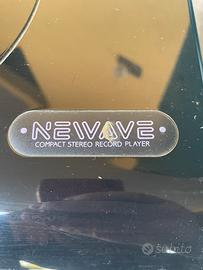 NEWAVE
COMPACT STEREO RECORD PLAYER
subito